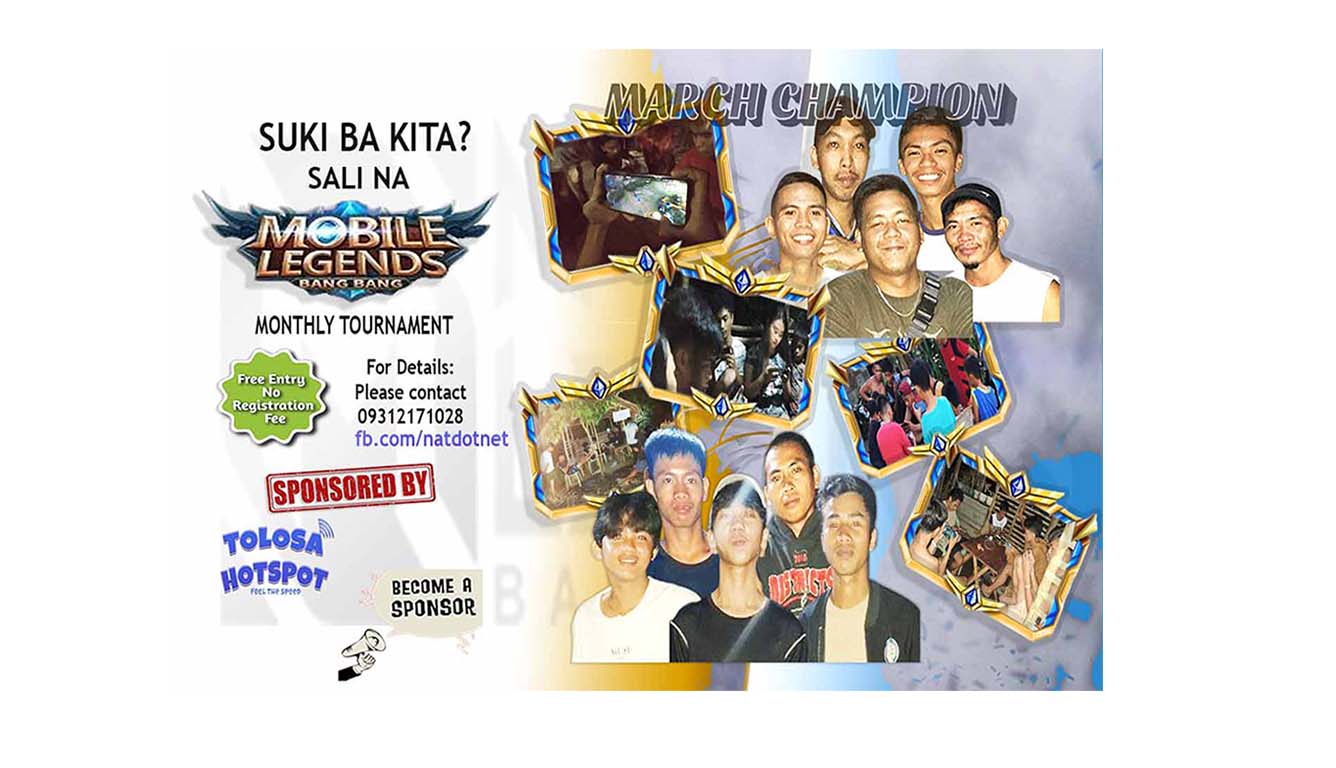 MARCH CHAMPION
SUKI BA KITA?
SALI NA
MOBILE
LEGENDS
BANG BANG
MONTHLY TOURNAMENT
Free Entry
No
Registration
Fee
For Details:
Please contact
09312171028
fb.com/natdotnet
SPONSORED BY
TOLOSA
HOTSPOT
FEEL THE SPEED
BECOME A
SPONSOR